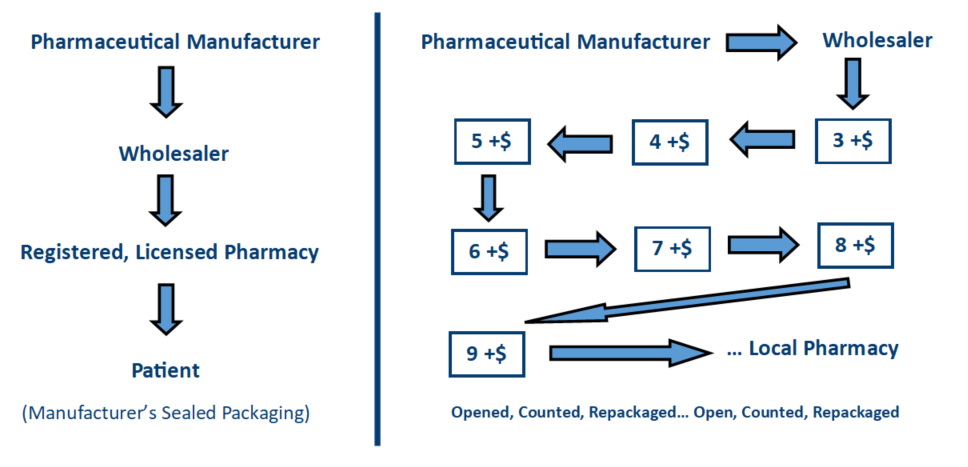 Pharmaceutical Manufacturer
Wholesaler
Registered, Licensed Pharmacy
Patient
(Manufacturer's Sealed Packaging)
Pharmaceutical Manufacturer
Wholesaler
3 +$
4 +$
5 +$
6 +$
7 +$
8 +$
9 +$
... Local Pharmacy
Opened, Counted, Repackaged... Open, Counted, Repackaged